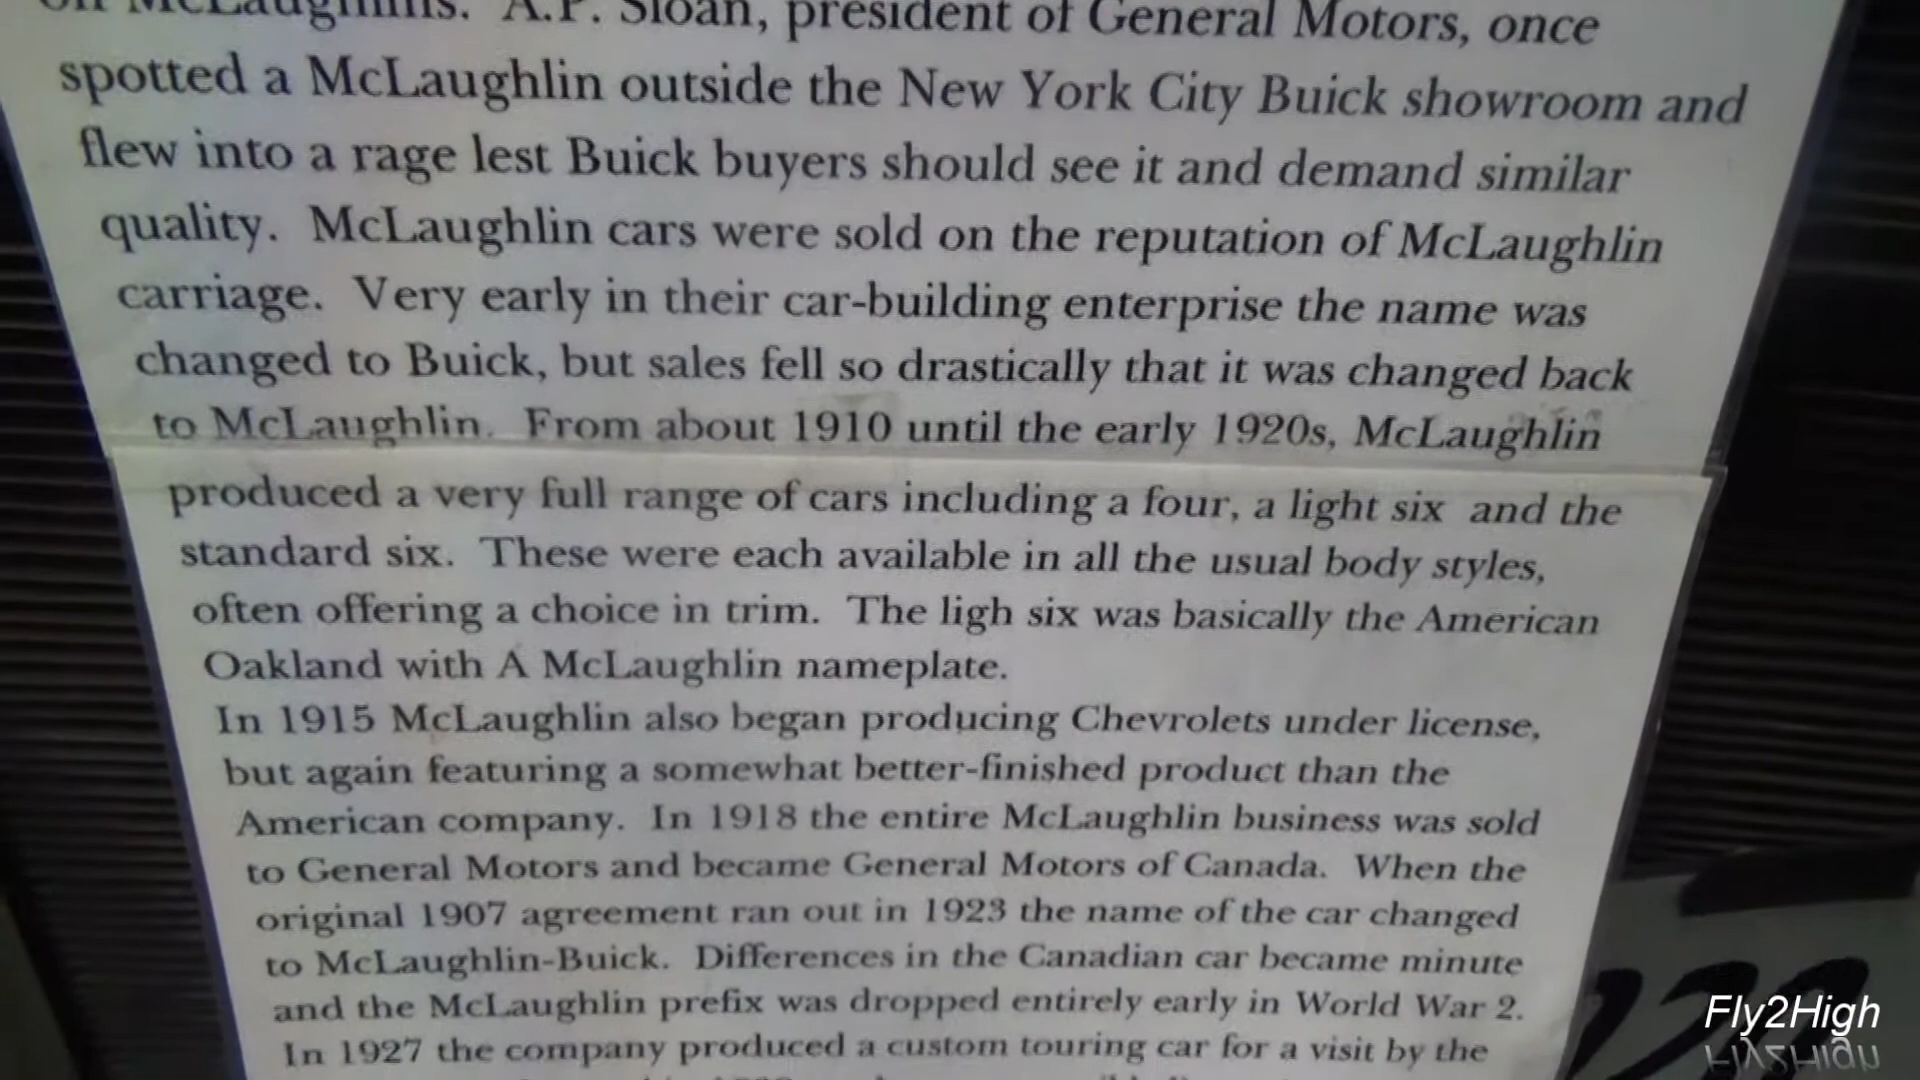 on McLaughlins. A.P. Sloan, president of General Motors, once
spotted a McLaughlin outside the New York City Buick showroom and
flew into a rage lest Buick buyers should see it and demand similar
quality. McLaughlin cars were sold on the reputation of McLaughlin
carriage. Very early in their car-building enterprise the name was
changed to Buick, but sales fell so drastically that it was changed back
to McLaughlin. From about 1910 until the early 1920s, McLaughlin
produced a very full range of cars including a four, a light six and the
standard six. These were each available in all the usual body styles,
often offering a choice in trim. The ligh six was basically the American
Oakland with A McLaughlin nameplate.
In 1915 McLaughlin also began producing Chevrolets under license,
but again featuring a somewhat better-finished product than the
American company. In 1918 the entire McLaughlin business was sold
to General Motors and became General Motors of Canada. When the
original 1907 agreement ran out in 1923 the name of the car changed
to McLaughlin-Buick. Differences in the Canadian car became minute
and the McLaughlin prefix was dropped entirely early in World War 2.
In 1927 the company produced a custom touring car for a visit by the
Fly2High